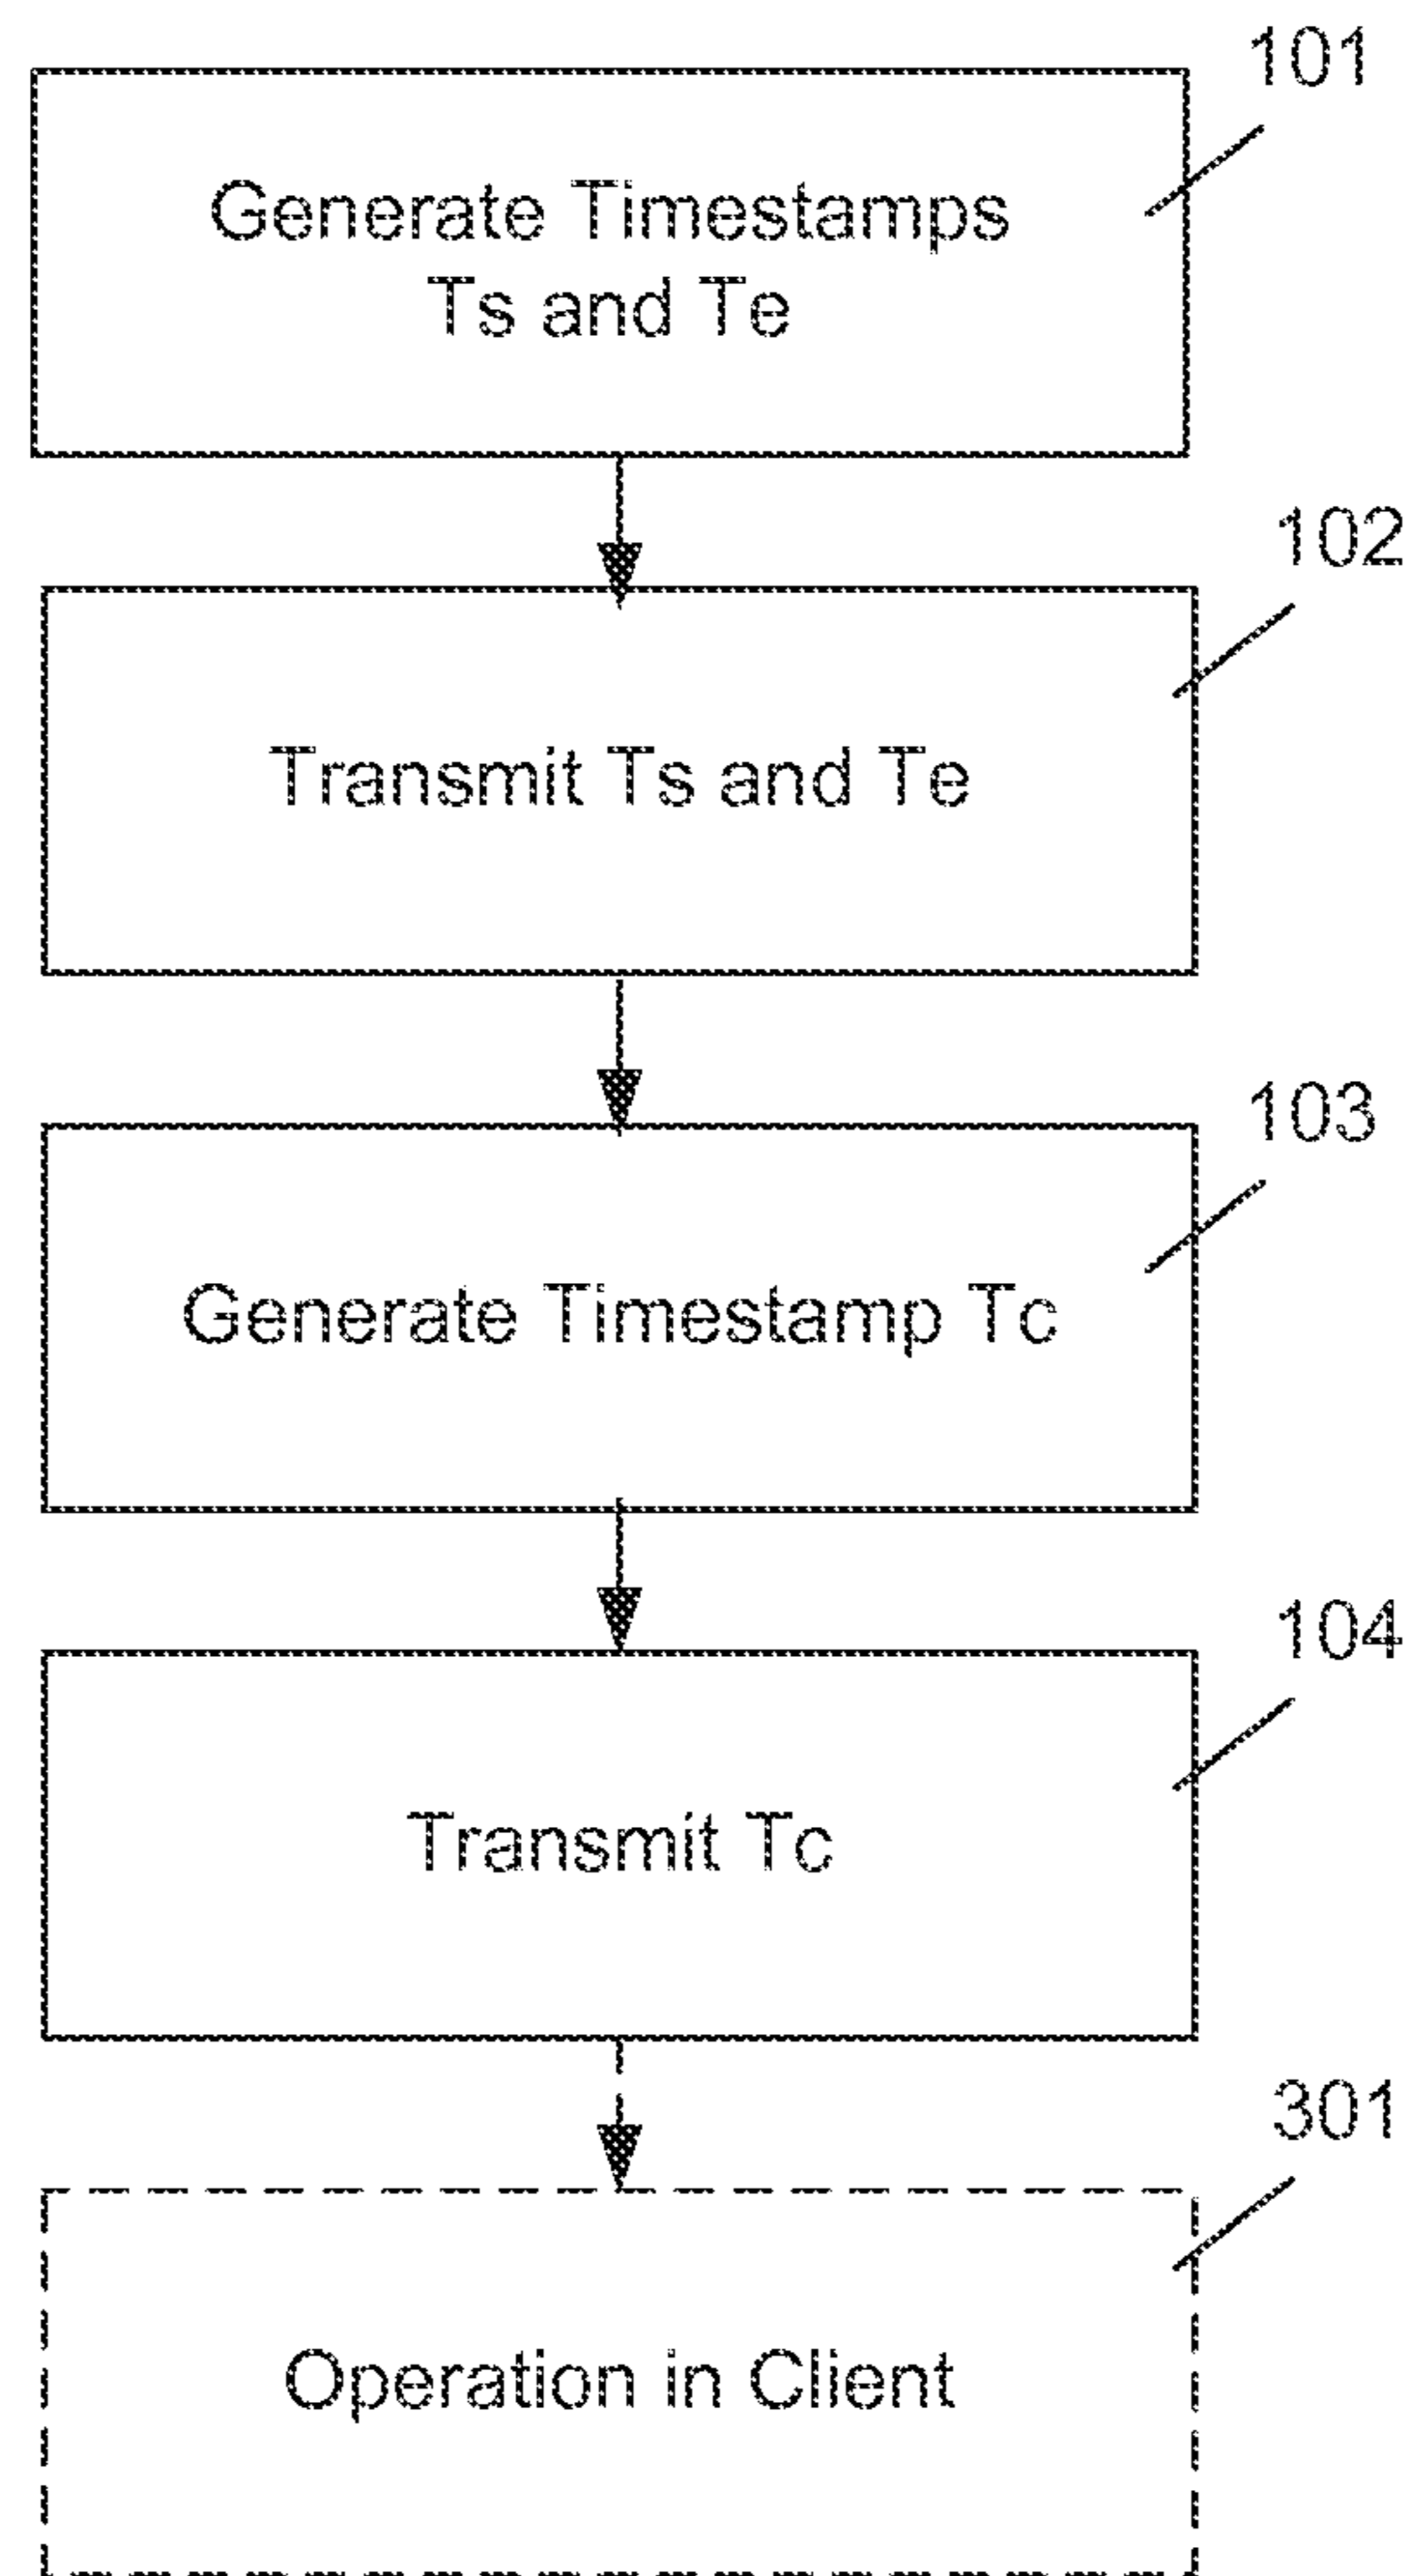 101
Generate Timestamps
Ts and Te
102
Transmit Ts and Te
103
Generate Timestamp Tc
104
Transmit Tc
301
Operation in Client